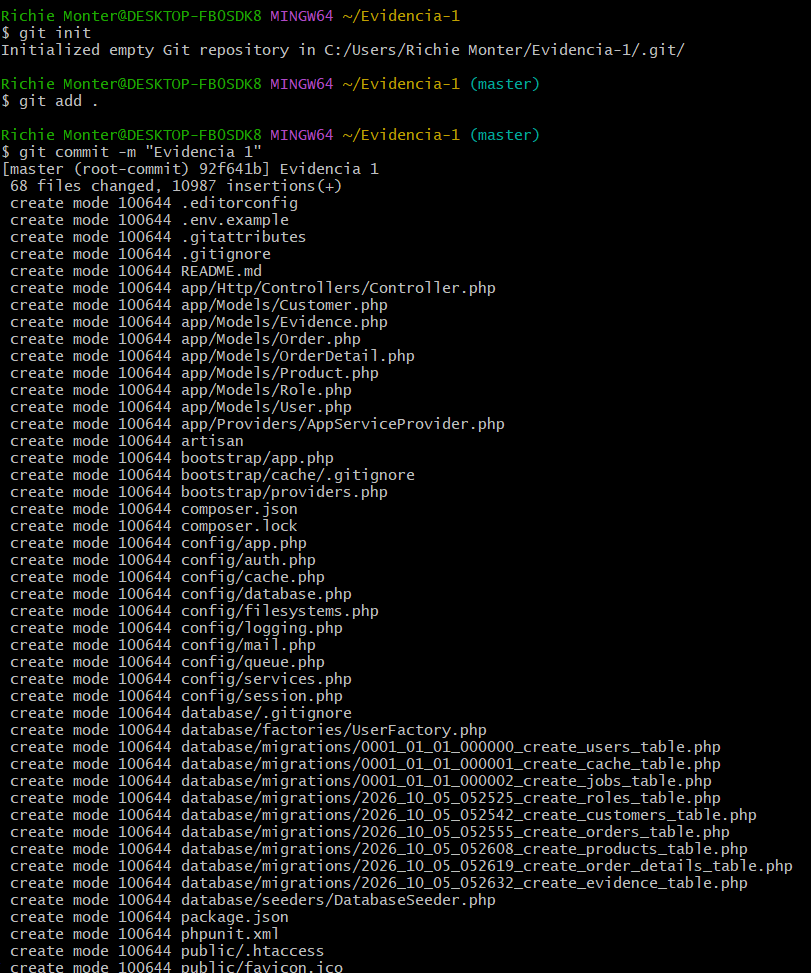 Richie Monter@DESKTOP-FB0SDK8 MINGW64 ~/Evidencia-1
$ git init
Initialized empty Git repository in C:/Users/Richie Monter/Evidencia-1/.git/
Richie Monter@DESKTOP-FB0SDK8 MINGW64 ~/Evidencia-1 (master)
$ git add .
Richie Monter@DESKTOP-FB0SDK8 MINGW64 ~/Evidencia-1 (master)
$ git commit -m "Evidencia 1"
[master (root-commit) 92f641b] Evidencia 1
68 files changed, 10987 insertions(+)
create mode 100644 .editorconfig
create mode 100644 .env.example
create mode 100644 .gitattributes
create mode 100644 .gitignore
create mode 100644 README.md
create mode 100644 app/Http/Controllers/Controller.php
create mode 100644 app/Models/Customer.php
create mode 100644 app/Models/Evidence.php
create mode 100644 app/Models/Order.php
create mode 100644 app/Models/OrderDetail.php
create mode 100644 app/Models/Product.php
create mode 100644 app/Models/Role.php
create mode 100644 app/Models/User.php
create mode 100644 app/Providers/AppServiceProvider.php
create mode 100644 artisan
create mode 100644 bootstrap/app.php
create mode 100644 bootstrap/cache/.gitignore
create mode 100644 bootstrap/providers.php
create mode 100644 composer.json
create mode 100644 composer.lock
create mode 100644 config/app.php
create mode 100644 config/auth.php
create mode 100644 config/cache.php
create mode 100644 config/database.php
create mode 100644 config/filesystems.php
create mode 100644 config/logging.php
create mode 100644 config/mail.php
create mode 100644 config/queue.php
create mode 100644 config/services.php
create mode 100644 config/session.php
create mode 100644 database/.gitignore
create mode 100644 database/factories/UserFactory.php
create mode 100644 database/migrations/0001_01_01_000000_create_users_table.php
create mode 100644 database/migrations/0001_01_01_000001_create_cache_table.php
create mode 100644 database/migrations/0001_01_01_000002_create_jobs_table.php
create mode 100644 database/migrations/2026_10_05_052525_create_roles_table.php
create mode 100644 database/migrations/2026_10_05_052542_create_customers_table.php
create mode 100644 database/migrations/2026_10_05_052555_create_orders_table.php
create mode 100644 database/migrations/2026_10_05_052608_create_products_table.php
create mode 100644 database/migrations/2026_10_05_052619_create_order_details_table.php
create mode 100644 database/migrations/2026_10_05_052632_create_evidence_table.php
create mode 100644 database/seeders/DatabaseSeeder.php
create mode 100644 package.json
create mode 100644 phpunit.xml
create mode 100644 public/.htaccess
create mode 100644 public/favicon.ico